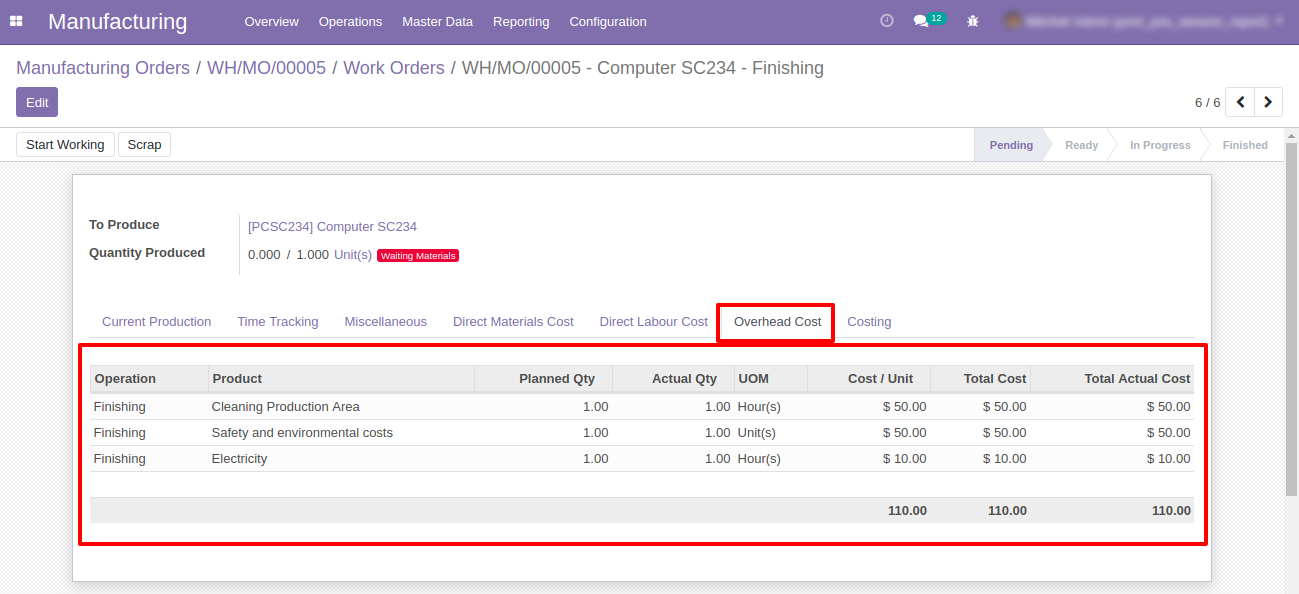 Manufacturing Overview Operations Master Data Reporting Configuration 12
Manufacturing Orders / WH/MO/00005 / Work Orders / WH/MO/00005 - Computer SC234 - Finishing
Edit 6 / 6
Start Working Scrap Pending Ready In Progress Finished
To Produce [PCSC234] Computer SC234
Quantity Produced 0.000 / 1.000 Unit(s) Waiting Materials
Current Production Time Tracking Miscellaneous Direct Materials Cost Direct Labour Cost Overhead Cost Costing
Operation Product Planned Qty Actual Qty UOM Cost / Unit Total Cost Total Actual Cost
Finishing Cleaning Production Area 1.00 1.00 Hour(s) $ 50.00 $ 50.00 $ 50.00
Finishing Safety and environmental costs 1.00 1.00 Unit(s) $ 50.00 $ 50.00 $ 50.00
Finishing Electricity 1.00 1.00 Hour(s) $ 10.00 $ 10.00 $ 10.00
110.00 110.00 110.00